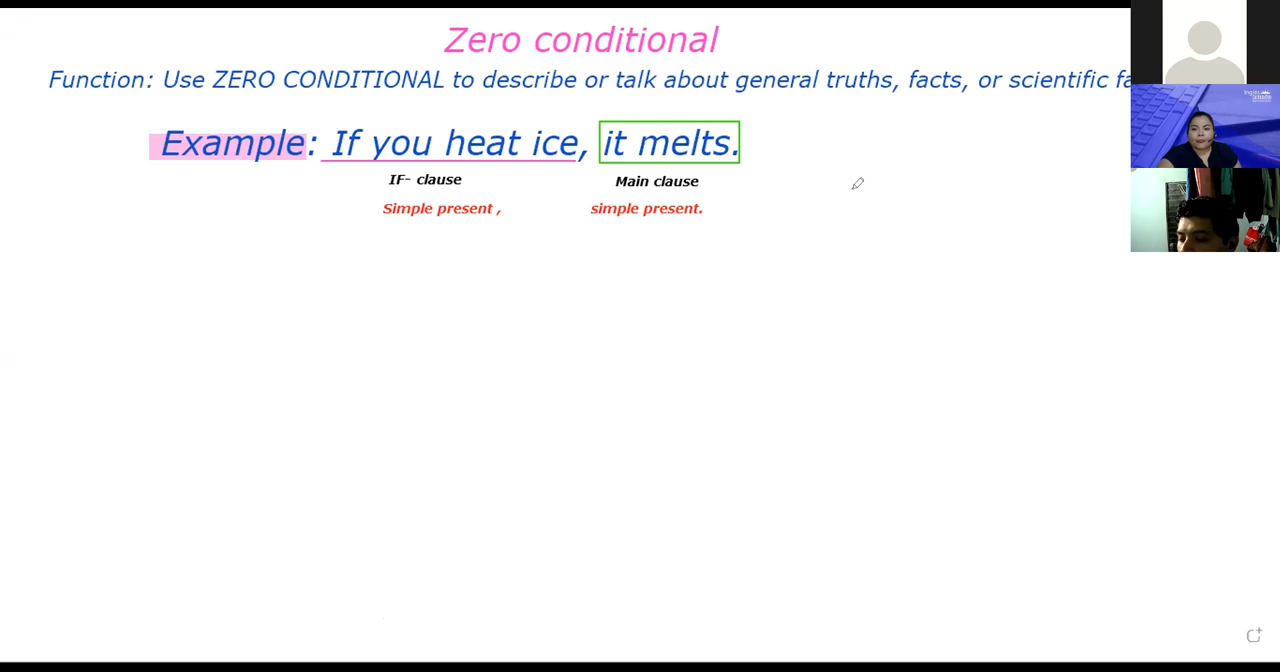 Zero conditional
Function: Use ZERO CONDITIONAL to describe or talk about general truths, facts, or scientific
Example: If you heat ice, it melts.
IF- clause Main clause
Simple present , simple present.